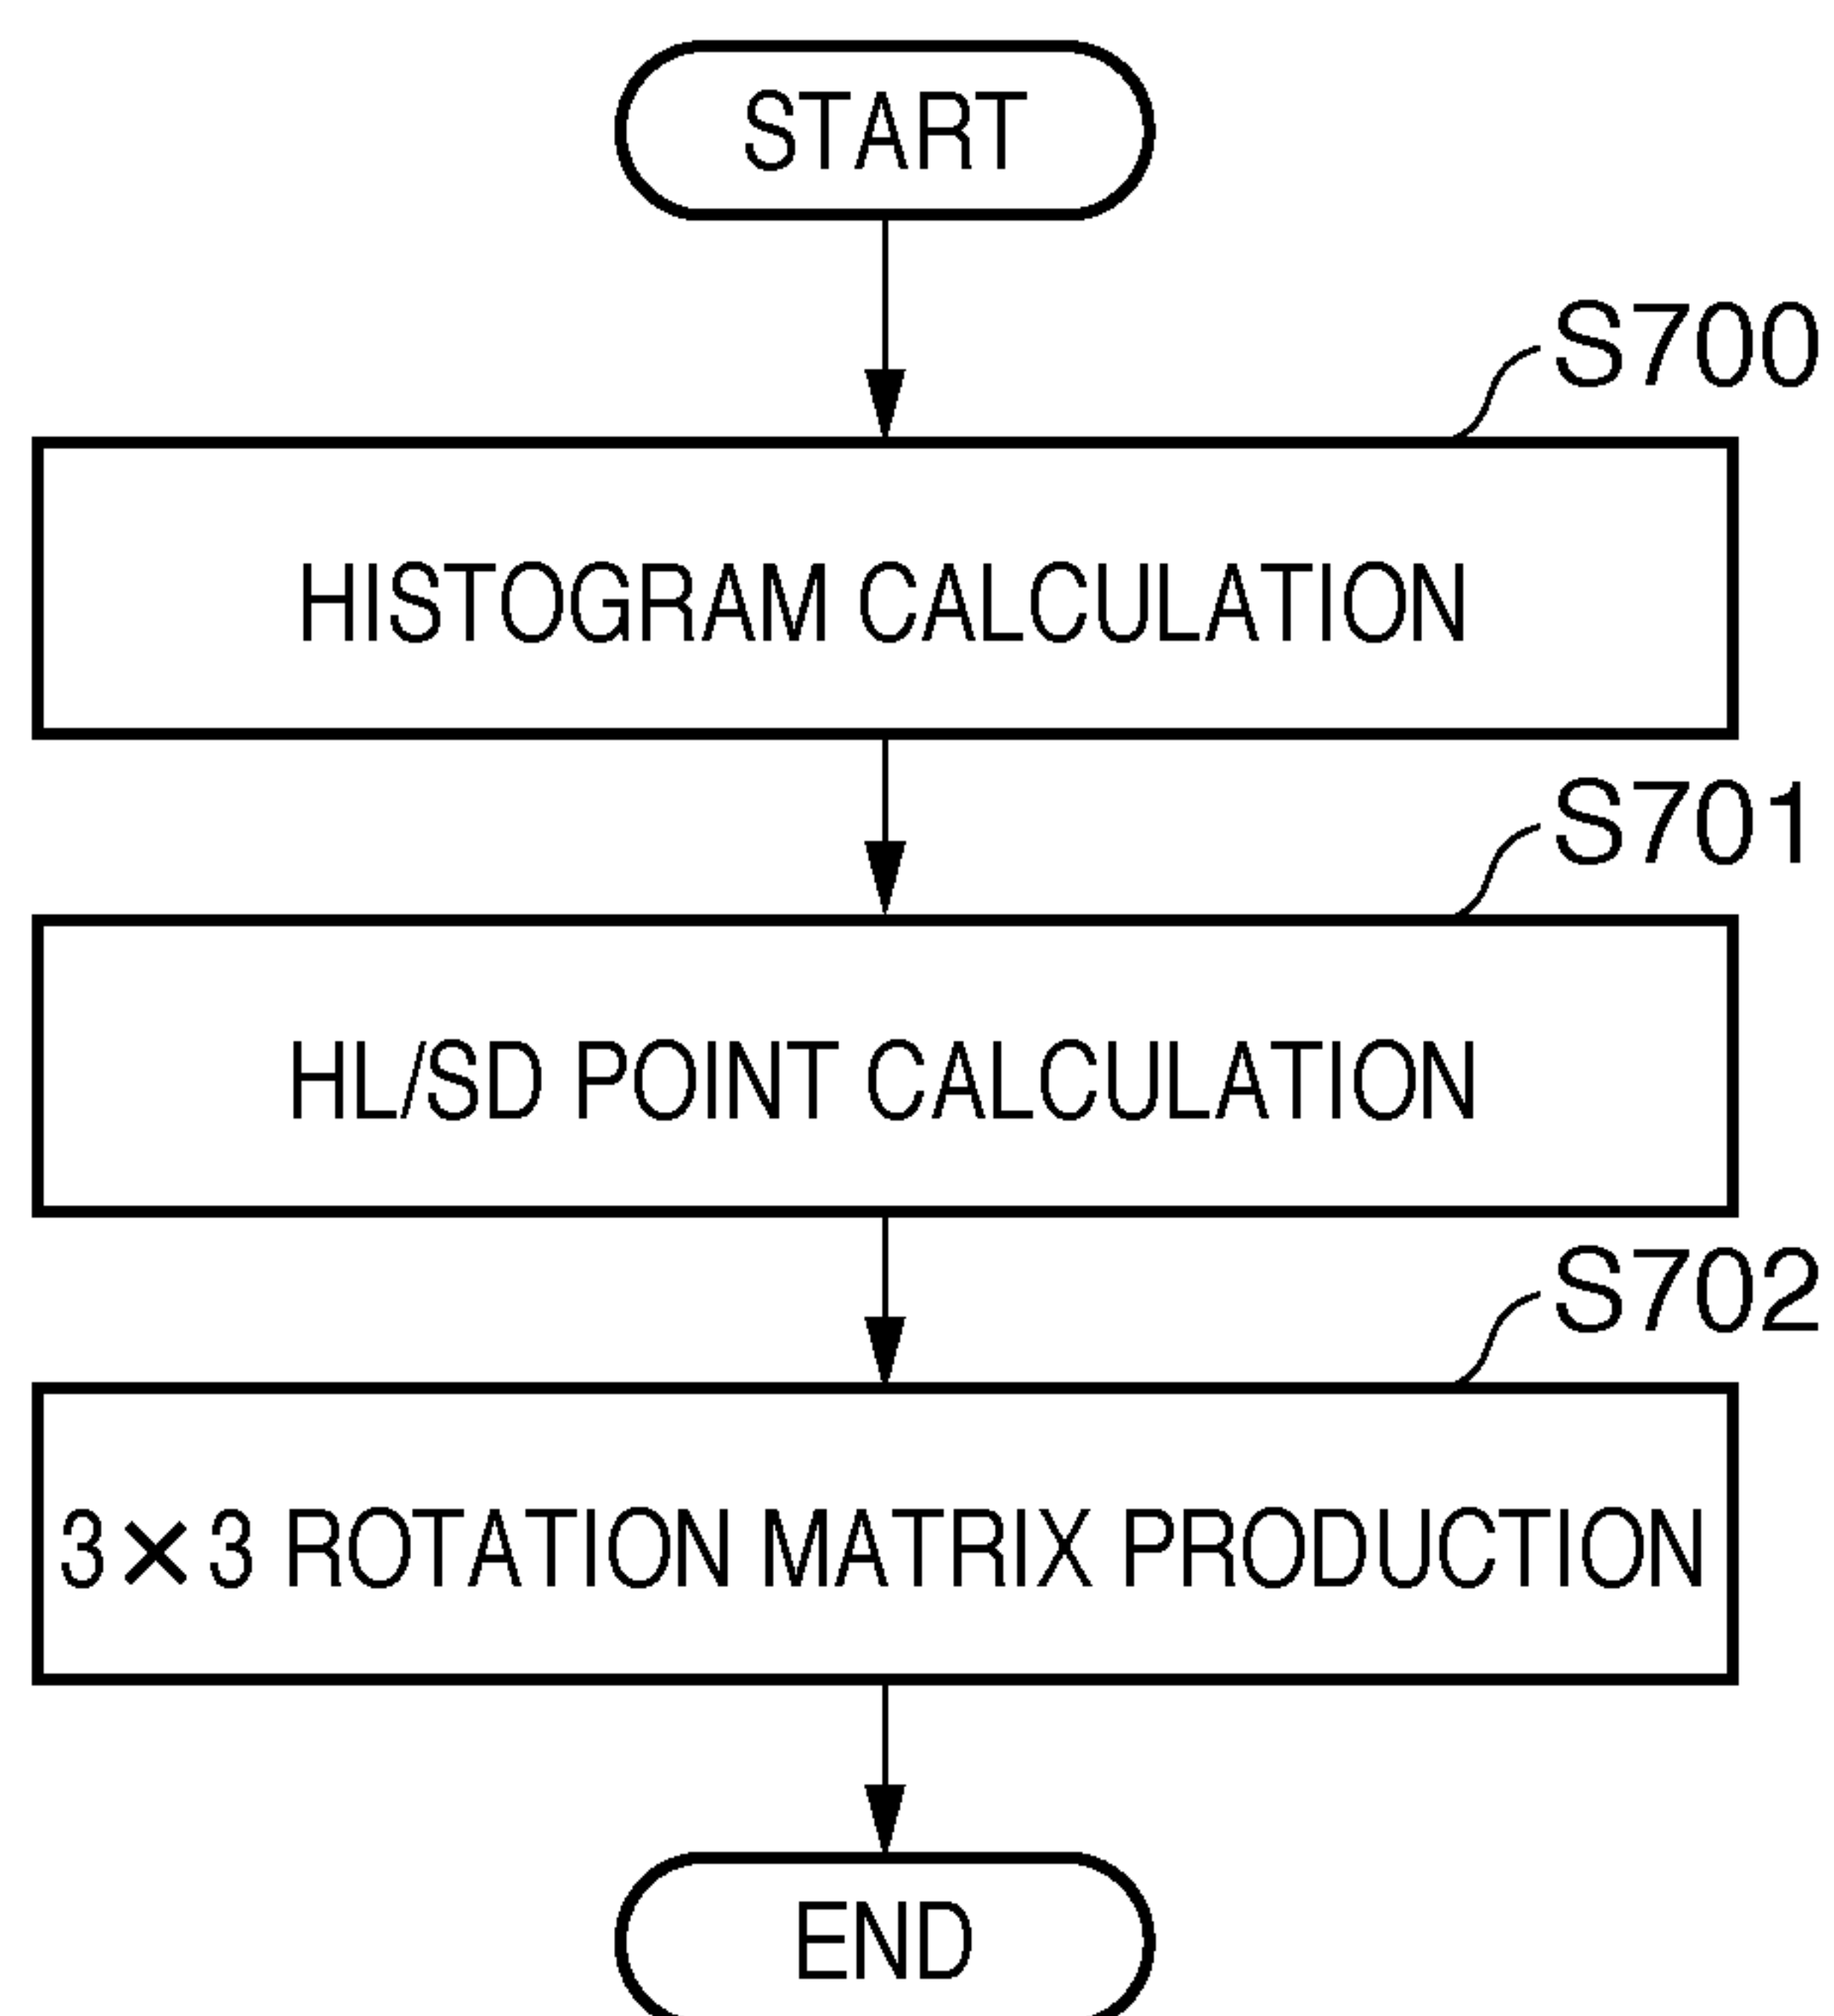 START
S700
HISTOGRAM CALCULATION
S701
HL/SD POINT CALCULATION
S702
3×3 ROTATION MATRIX PRODUCTION
END